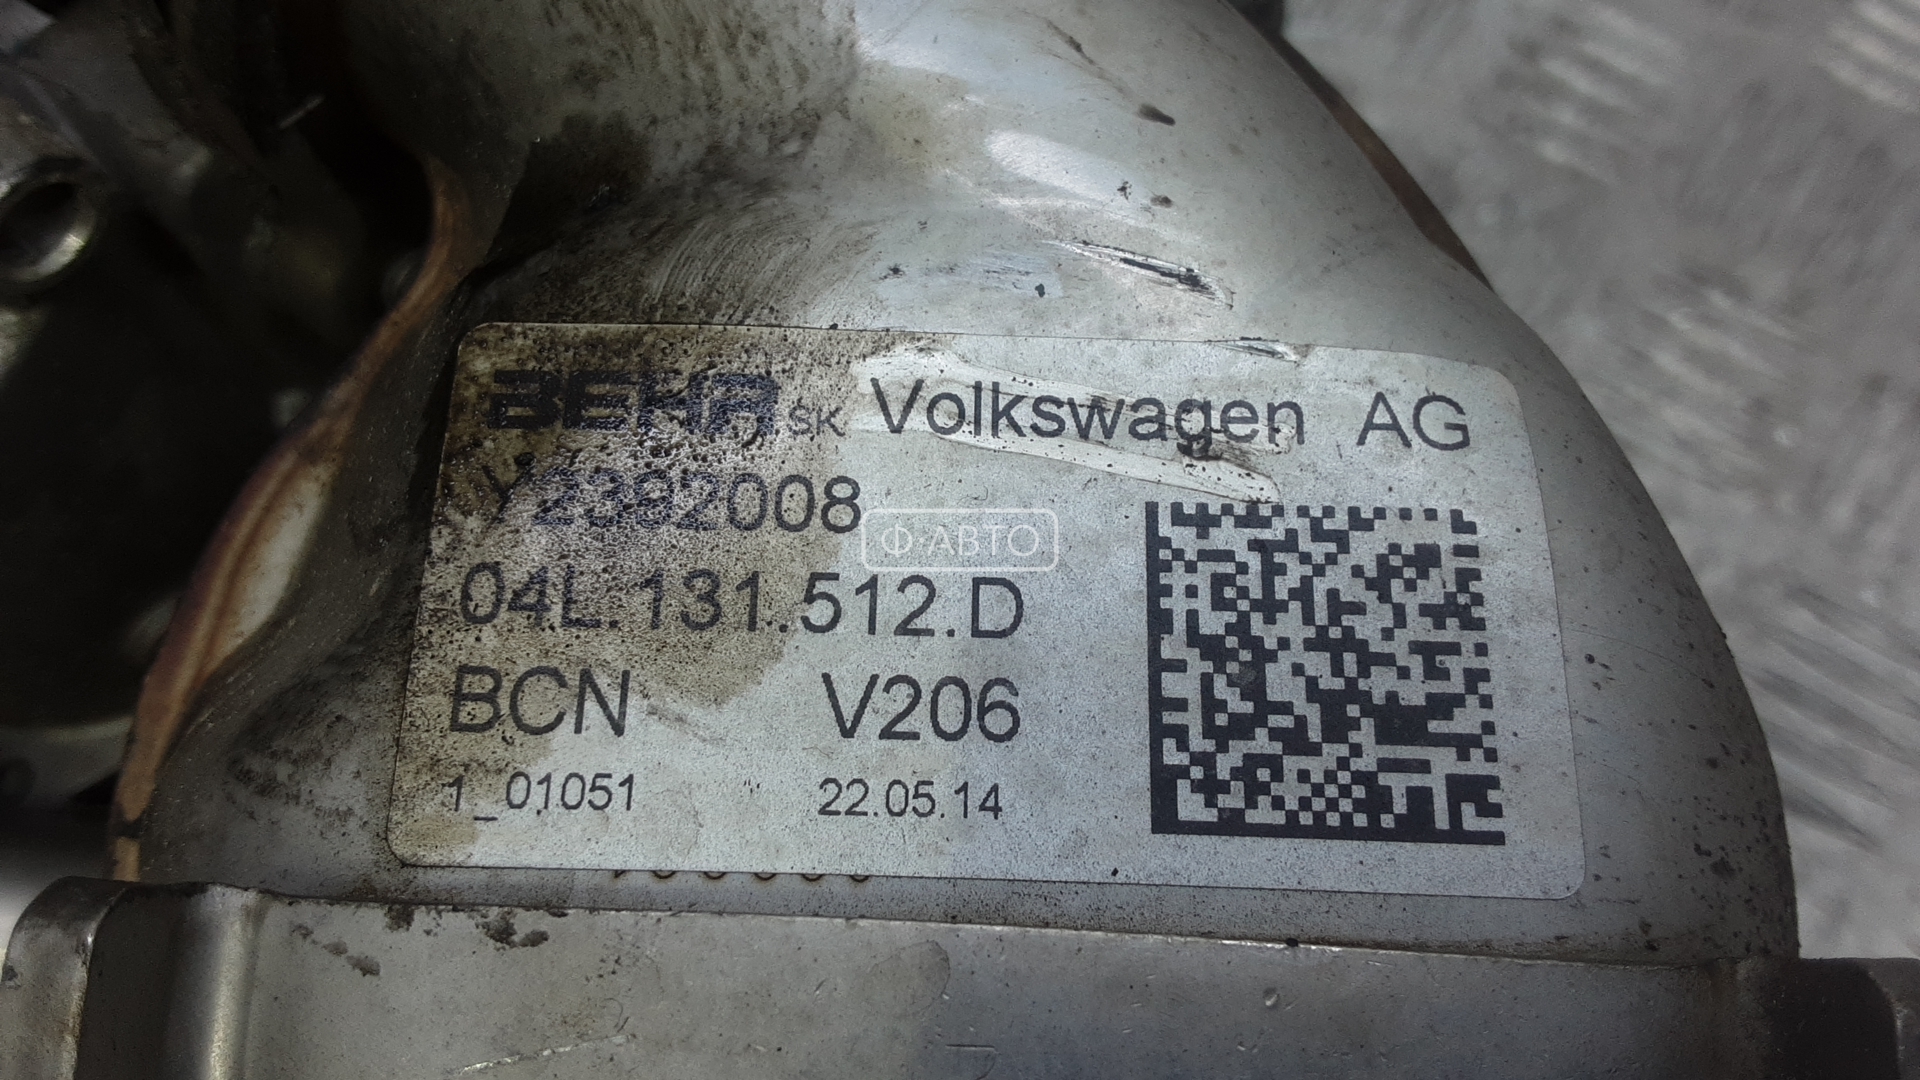 BEHR SK Volkswagen AG
Y2392008
Ф·АВТО
04L.131.512.D
BCN V206
1_01051 22.05.14